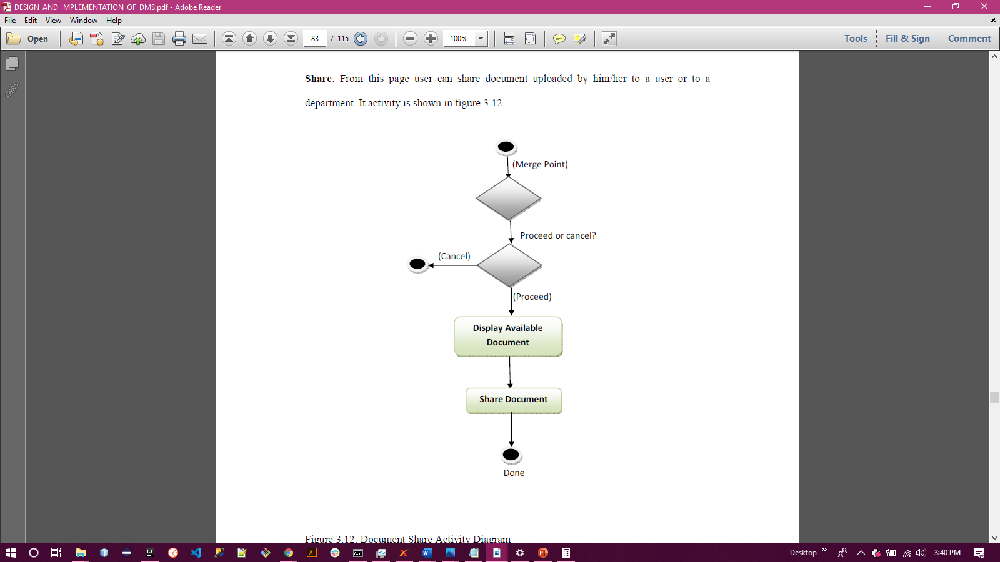 DESIGN_AND_IMPLEMENTATION_OF_DMS.pdf - Adobe Reader
File Edit View Window Help
Open 83 / 115 100% Tools Fill & Sign Comment
Share: From this page user can share document uploaded by him/her to a user or to a
department. It activity is shown in figure 3.12.
(Merge Point)
Proceed or cancel?
(Cancel)
(Proceed)
Display Available
Document
Share Document
Done
Figure 3.12: Document Share Activity Diagram
Desktop 3:40 PM